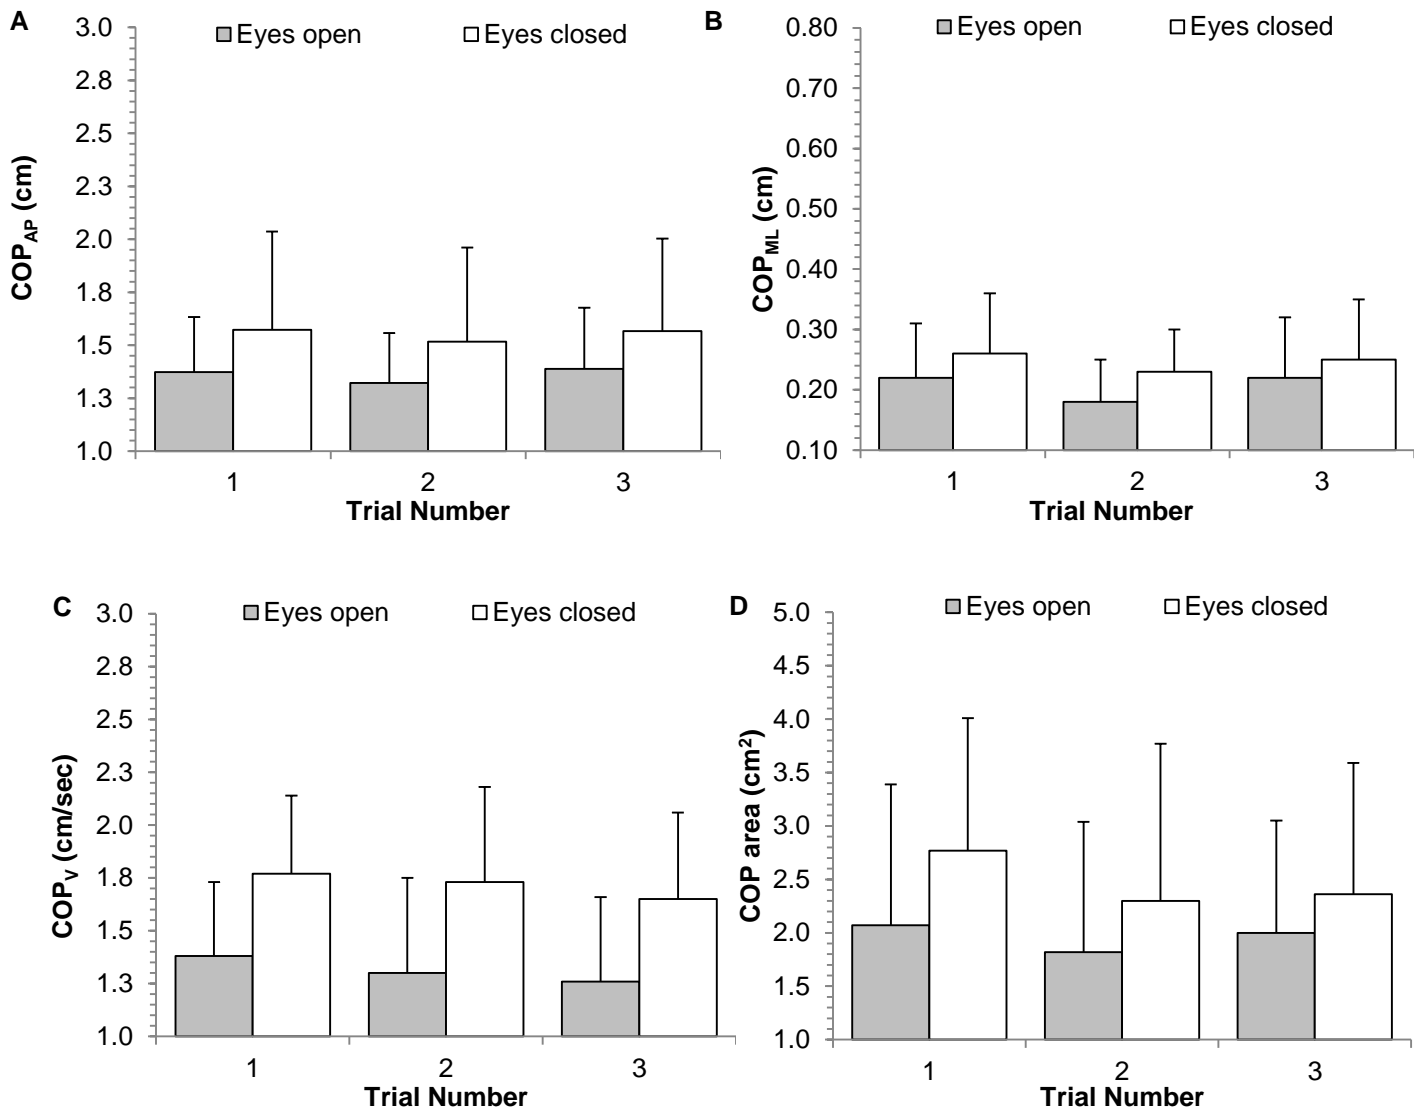 A
Eyes open Eyes closed
3.0
2.8
2.5
2.3
2.0
1.8
1.5
1.3
1.0
COP_AP (cm)
1 2 3
Trial Number
B
Eyes open Eyes closed
0.80
0.70
0.60
0.50
0.40
0.30
0.20
0.10
COP_ML (cm)
1 2 3
Trial Number
C
Eyes open Eyes closed
3.0
2.8
2.5
2.3
2.0
1.8
1.5
1.3
1.0
COP_V (cm/sec)
1 2 3
Trial Number
D
Eyes open Eyes closed
5.0
4.5
4.0
3.5
3.0
2.5
2.0
1.5
1.0
COP area (cm²)
1 2 3
Trial Number